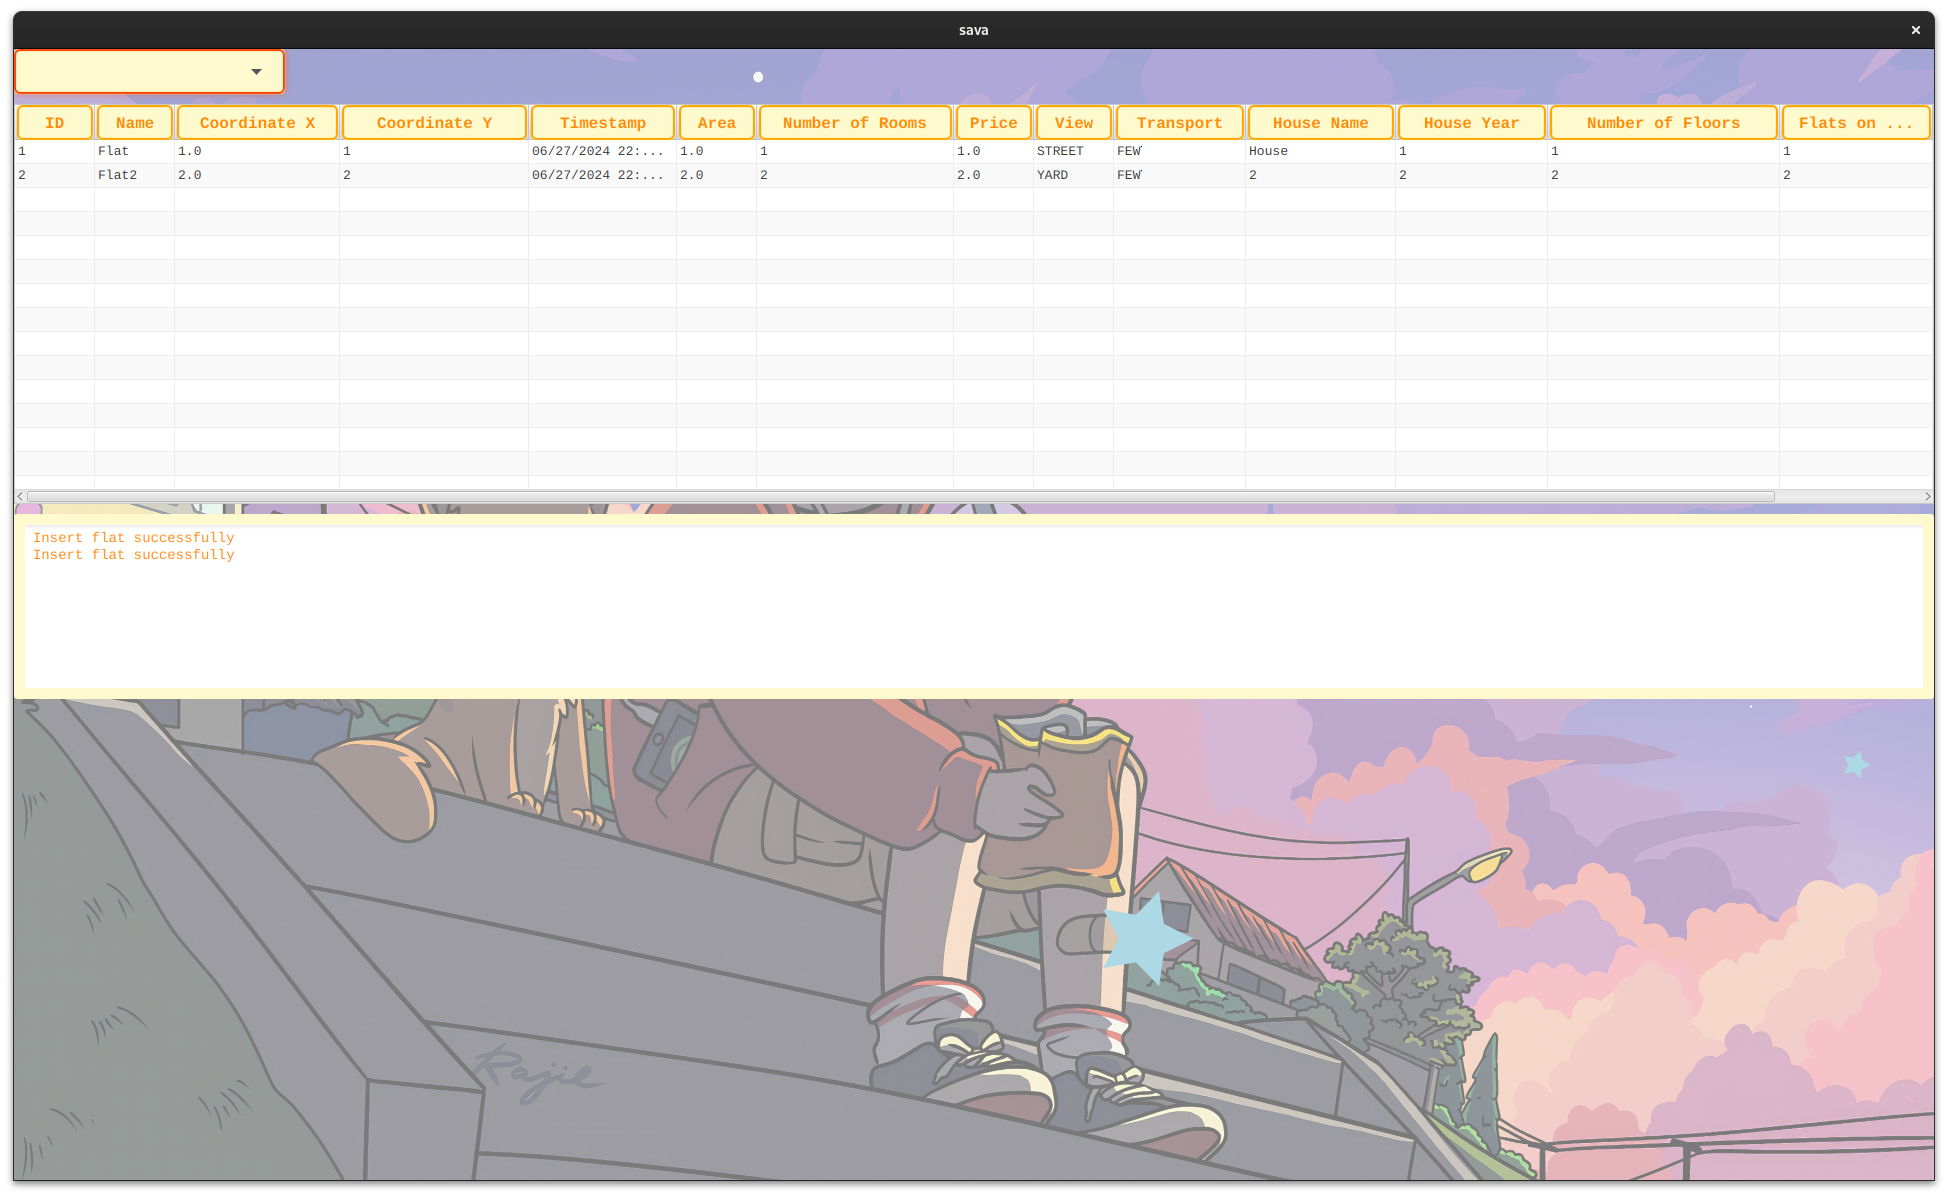 sava
ID Name Coordinate X Coordinate Y Timestamp Area Number of Rooms Price View Transport House Name House Year Number of Floors Flats on ...
1 Flat 1.0 1 06/27/2024 22:... 1.0 1 1.0 STREET FEW House 1 1 1
2 Flat2 2.0 2 06/27/2024 22:... 2.0 2 2.0 YARD FEW 2 2 2 2
Insert flat successfully
Insert flat successfully
Rajil